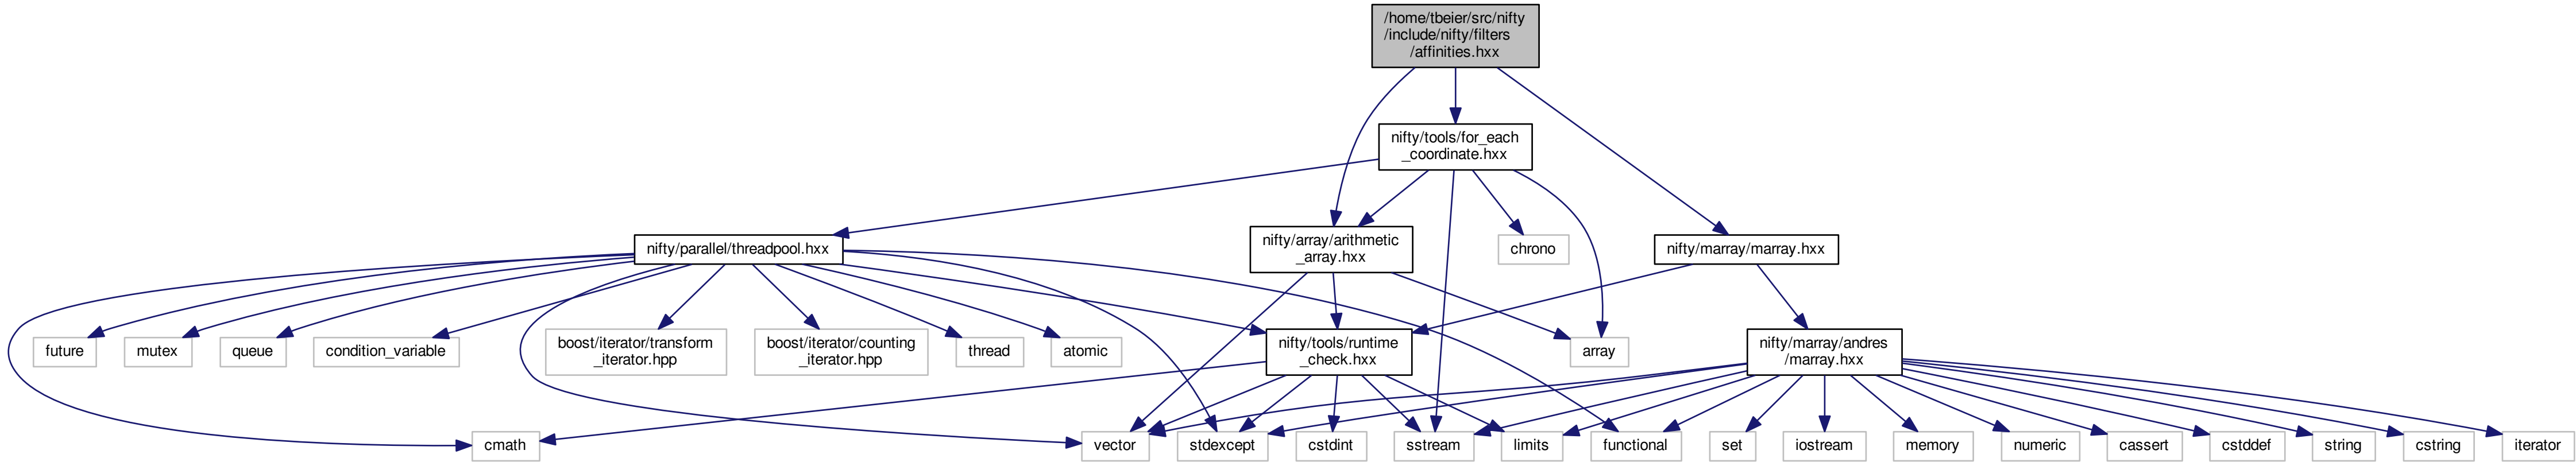 /home/tbeier/src/nifty
/include/nifty/filters
/affinities.hxx
nifty/tools/for_each
_coordinate.hxx
nifty/parallel/threadpool.hxx
nifty/array/arithmetic
_array.hxx
chrono
nifty/marray/marray.hxx
future
mutex
queue
condition_variable
boost/iterator/transform
_iterator.hpp
boost/iterator/counting
_iterator.hpp
thread
atomic
nifty/tools/runtime
_check.hxx
array
nifty/marray/andres
/marray.hxx
cmath
vector
stdexcept
cstdint
sstream
limits
functional
set
iostream
memory
numeric
cassert
cstddef
string
cstring
iterator